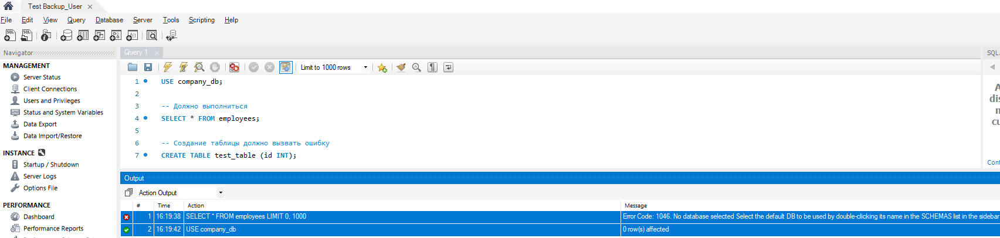 Test Backup_User
File Edit View Query Database Server Tools Scripting Help
Navigator
MANAGEMENT
Server Status
Client Connections
Users and Privileges
Status and System Variables
Data Export
Data Import/Restore
INSTANCE
Startup / Shutdown
Server Logs
Options File
PERFORMANCE
Dashboard
Performance Reports
Query 1
Limit to 1000 rows
1 USE company_db;
2
3 -- Должно выполниться
4 SELECT * FROM employees;
5
6 -- Создание таблицы должно вызвать ошибку
7 CREATE TABLE test_table (id INT);
Output
Action Output
# Time Action Message
1 16:19:38 SELECT * FROM employees LIMIT 0, 1000 Error Code: 1046. No database selected Select the default DB to be used by double-clicking its name in the SCHEMAS list in the sidebar
2 16:19:42 USE company_db 0 row(s) affected